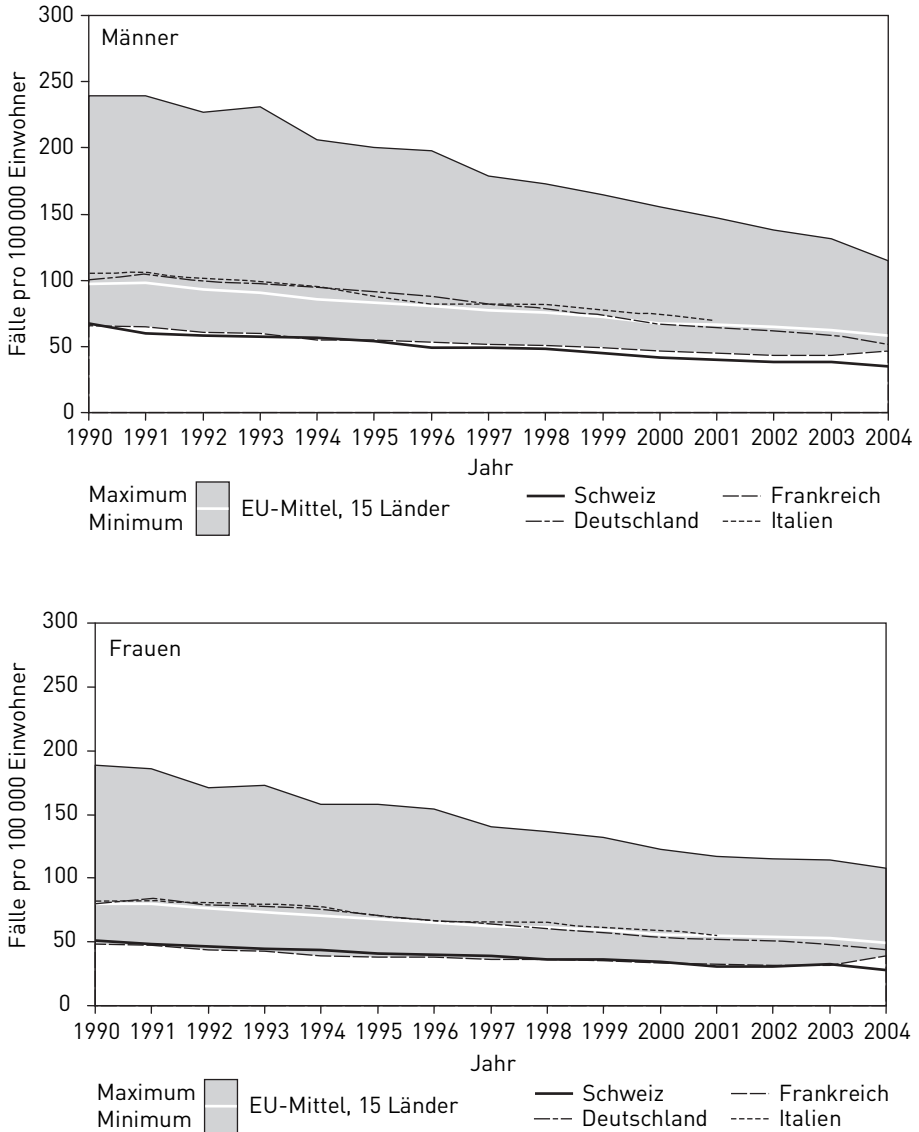 Männer
Fälle pro 100 000 Einwohner
300
250
200
150
100
50
0
1990 1991 1992 1993 1994 1995 1996 1997 1998 1999 2000 2001 2002 2003 2004
Jahr
Maximum
Minimum
EU-Mittel, 15 Länder
Schweiz
Frankreich
Deutschland
Italien
Frauen
Fälle pro 100 000 Einwohner
300
250
200
150
100
50
0
1990 1991 1992 1993 1994 1995 1996 1997 1998 1999 2000 2001 2002 2003 2004
Jahr
Maximum
Minimum
EU-Mittel, 15 Länder
Schweiz
Frankreich
Deutschland
Italien